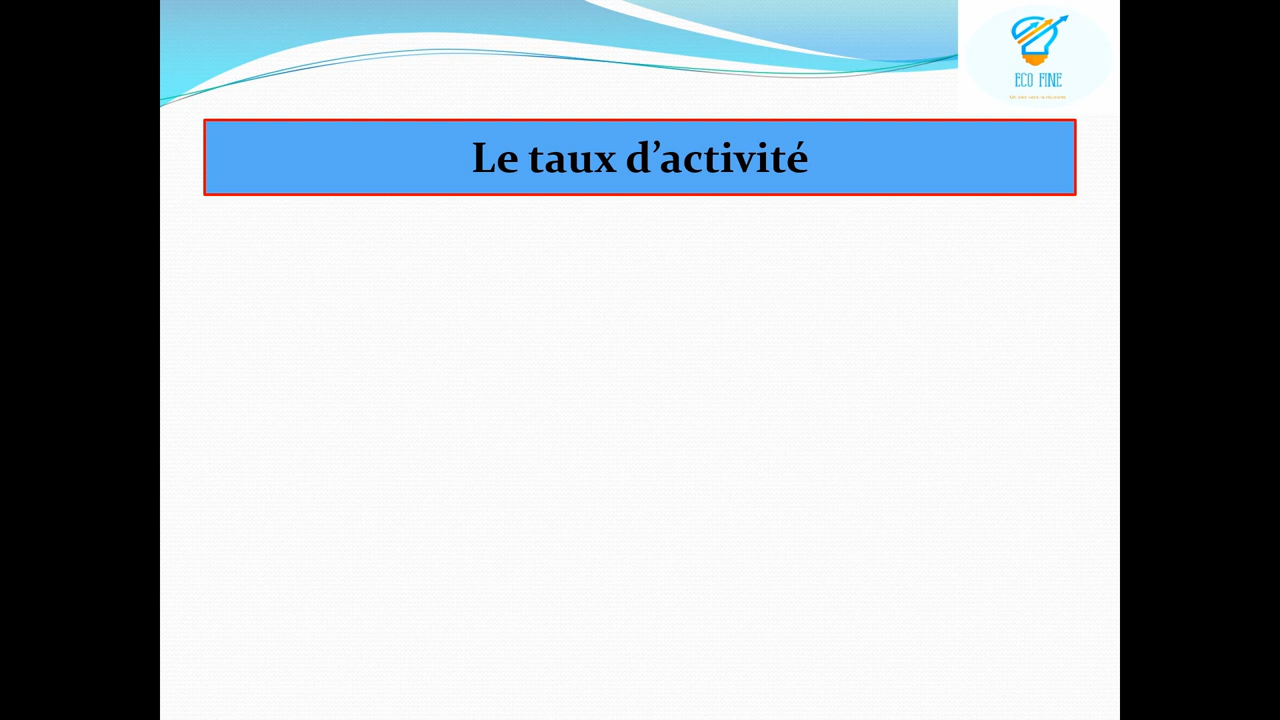 ECO FINE
Le taux d’activité